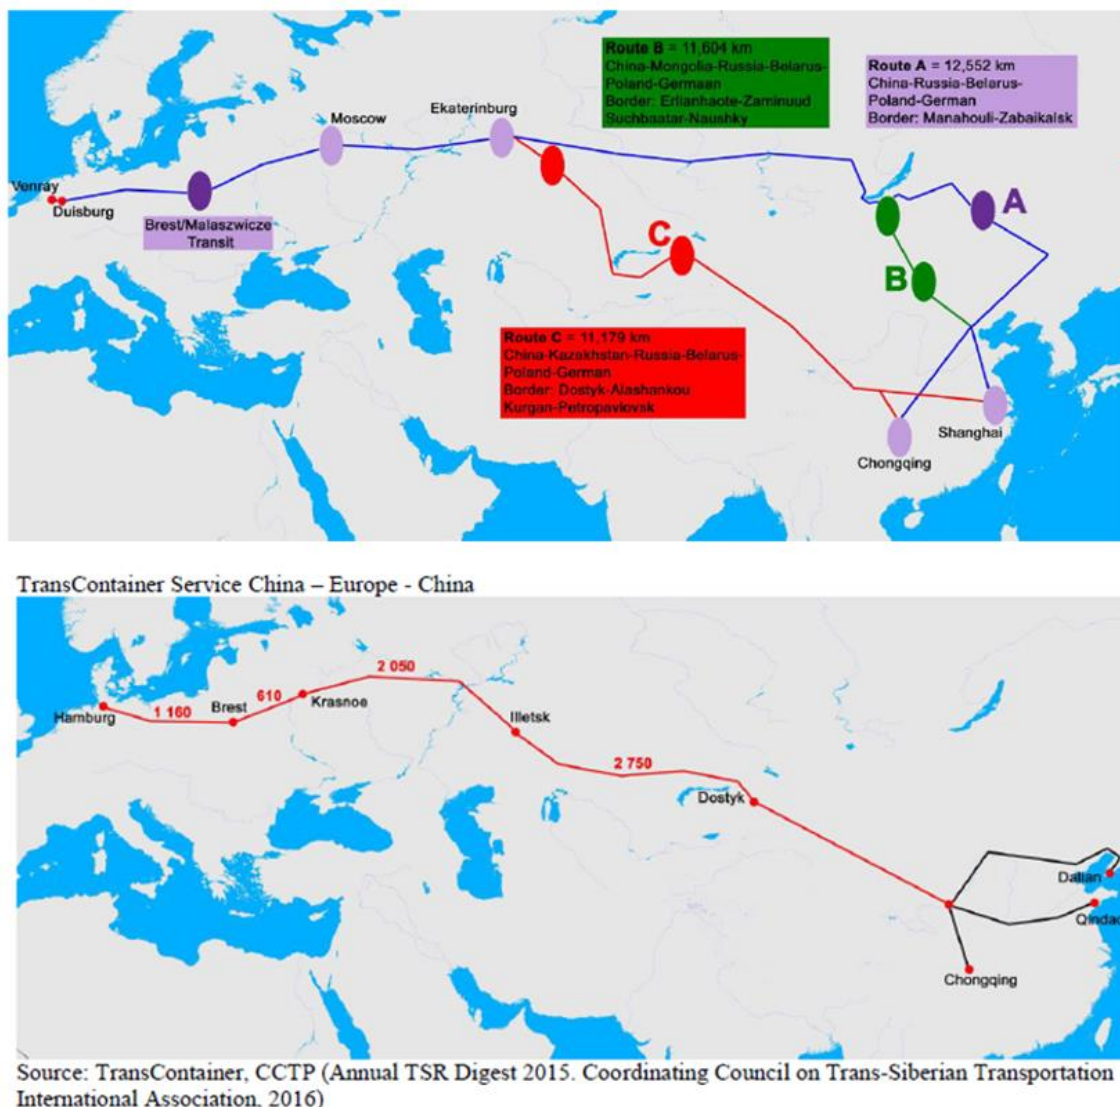 Route B = 11,604 km
China-Mongolia-Russia-Belarus-
Poland-Germaan
Border: Erlianhaote-Zaminuud
Suchbaatar-Naushky
Route A = 12,552 km
China-Russia-Belarus-
Poland-German
Border: Manahouli-Zabaikalsk
Ekaterinburg
Moscow
Venray
Duisburg
Brest/Malaszwicze
Transit
A
B
C
Route C = 11,179 km
China-Kazakhstan-Russia-Belarus-
Poland-German
Border: Dostyk-Alashankou
Kurgan-Petropavlovsk
Shanghai
Chongqing
TransContainer Service China – Europe - China
2 050
610
Brest
Krasnoe
Hamburg
1 160
Illetsk
2 750
Dostyk
Dalian
Qindao
Chongqing
Source: TransContainer, CCTP (Annual TSR Digest 2015. Coordinating Council on Trans-Siberian Transportation
International Association, 2016)